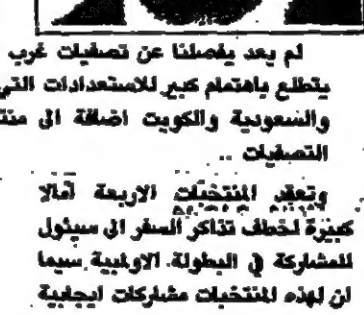 لم يعد يفصلنا عن تصفيات غرب
يتطلع باهتمام كبير للاستعدادات التي
والسعودية والكويت اضافة الى منتـ
التصفيات ..
وتعقد المنتخبات الاربعة آمالا
كبيرة لخطف تذاكر السفر الى سيئول
للمشاركة في البطولة الاولمبية سيما
ان لهذه المنتخبات مشاركات ايجابية